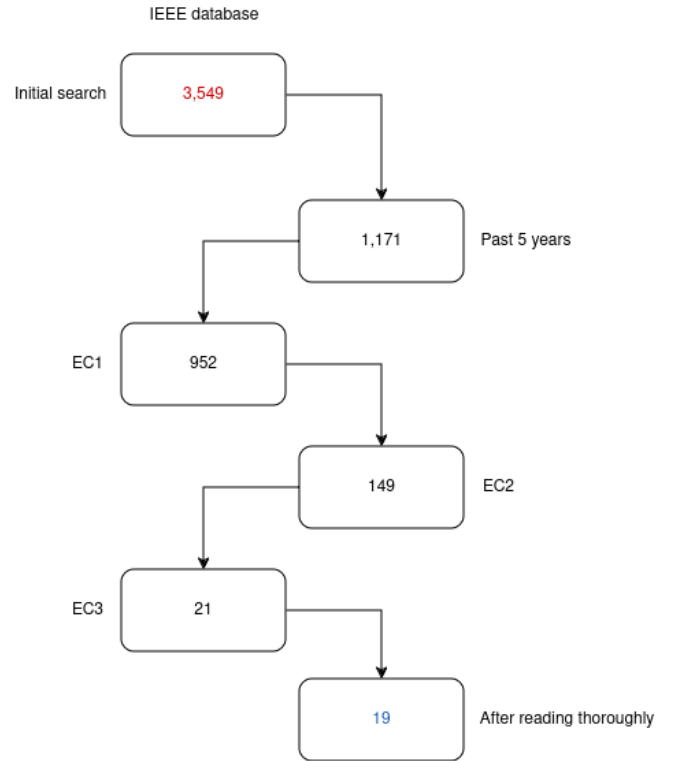 IEEE database
Initial search
3,549
1,171
Past 5 years
EC1
952
149
EC2
EC3
21
19
After reading thoroughly